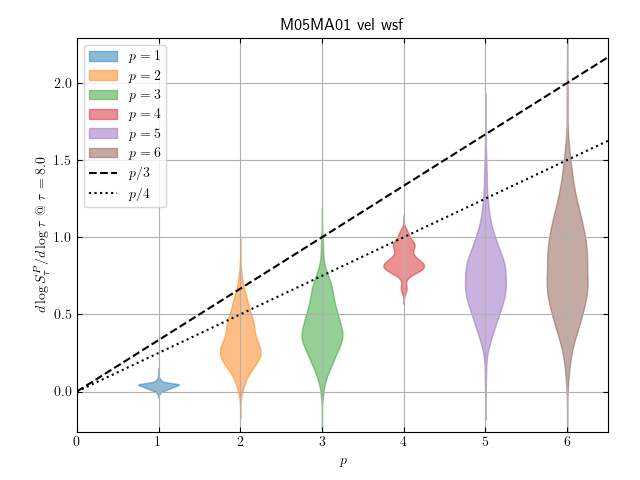 M05MA01 vel wsf
p = 1
p = 2
p = 3
p = 4
p = 5
p = 6
p/3
p/4
d log S_τ^P / d log τ @ τ = 8.0
2.0
1.5
1.0
0.5
0.0
0 1 2 3 4 5 6
p